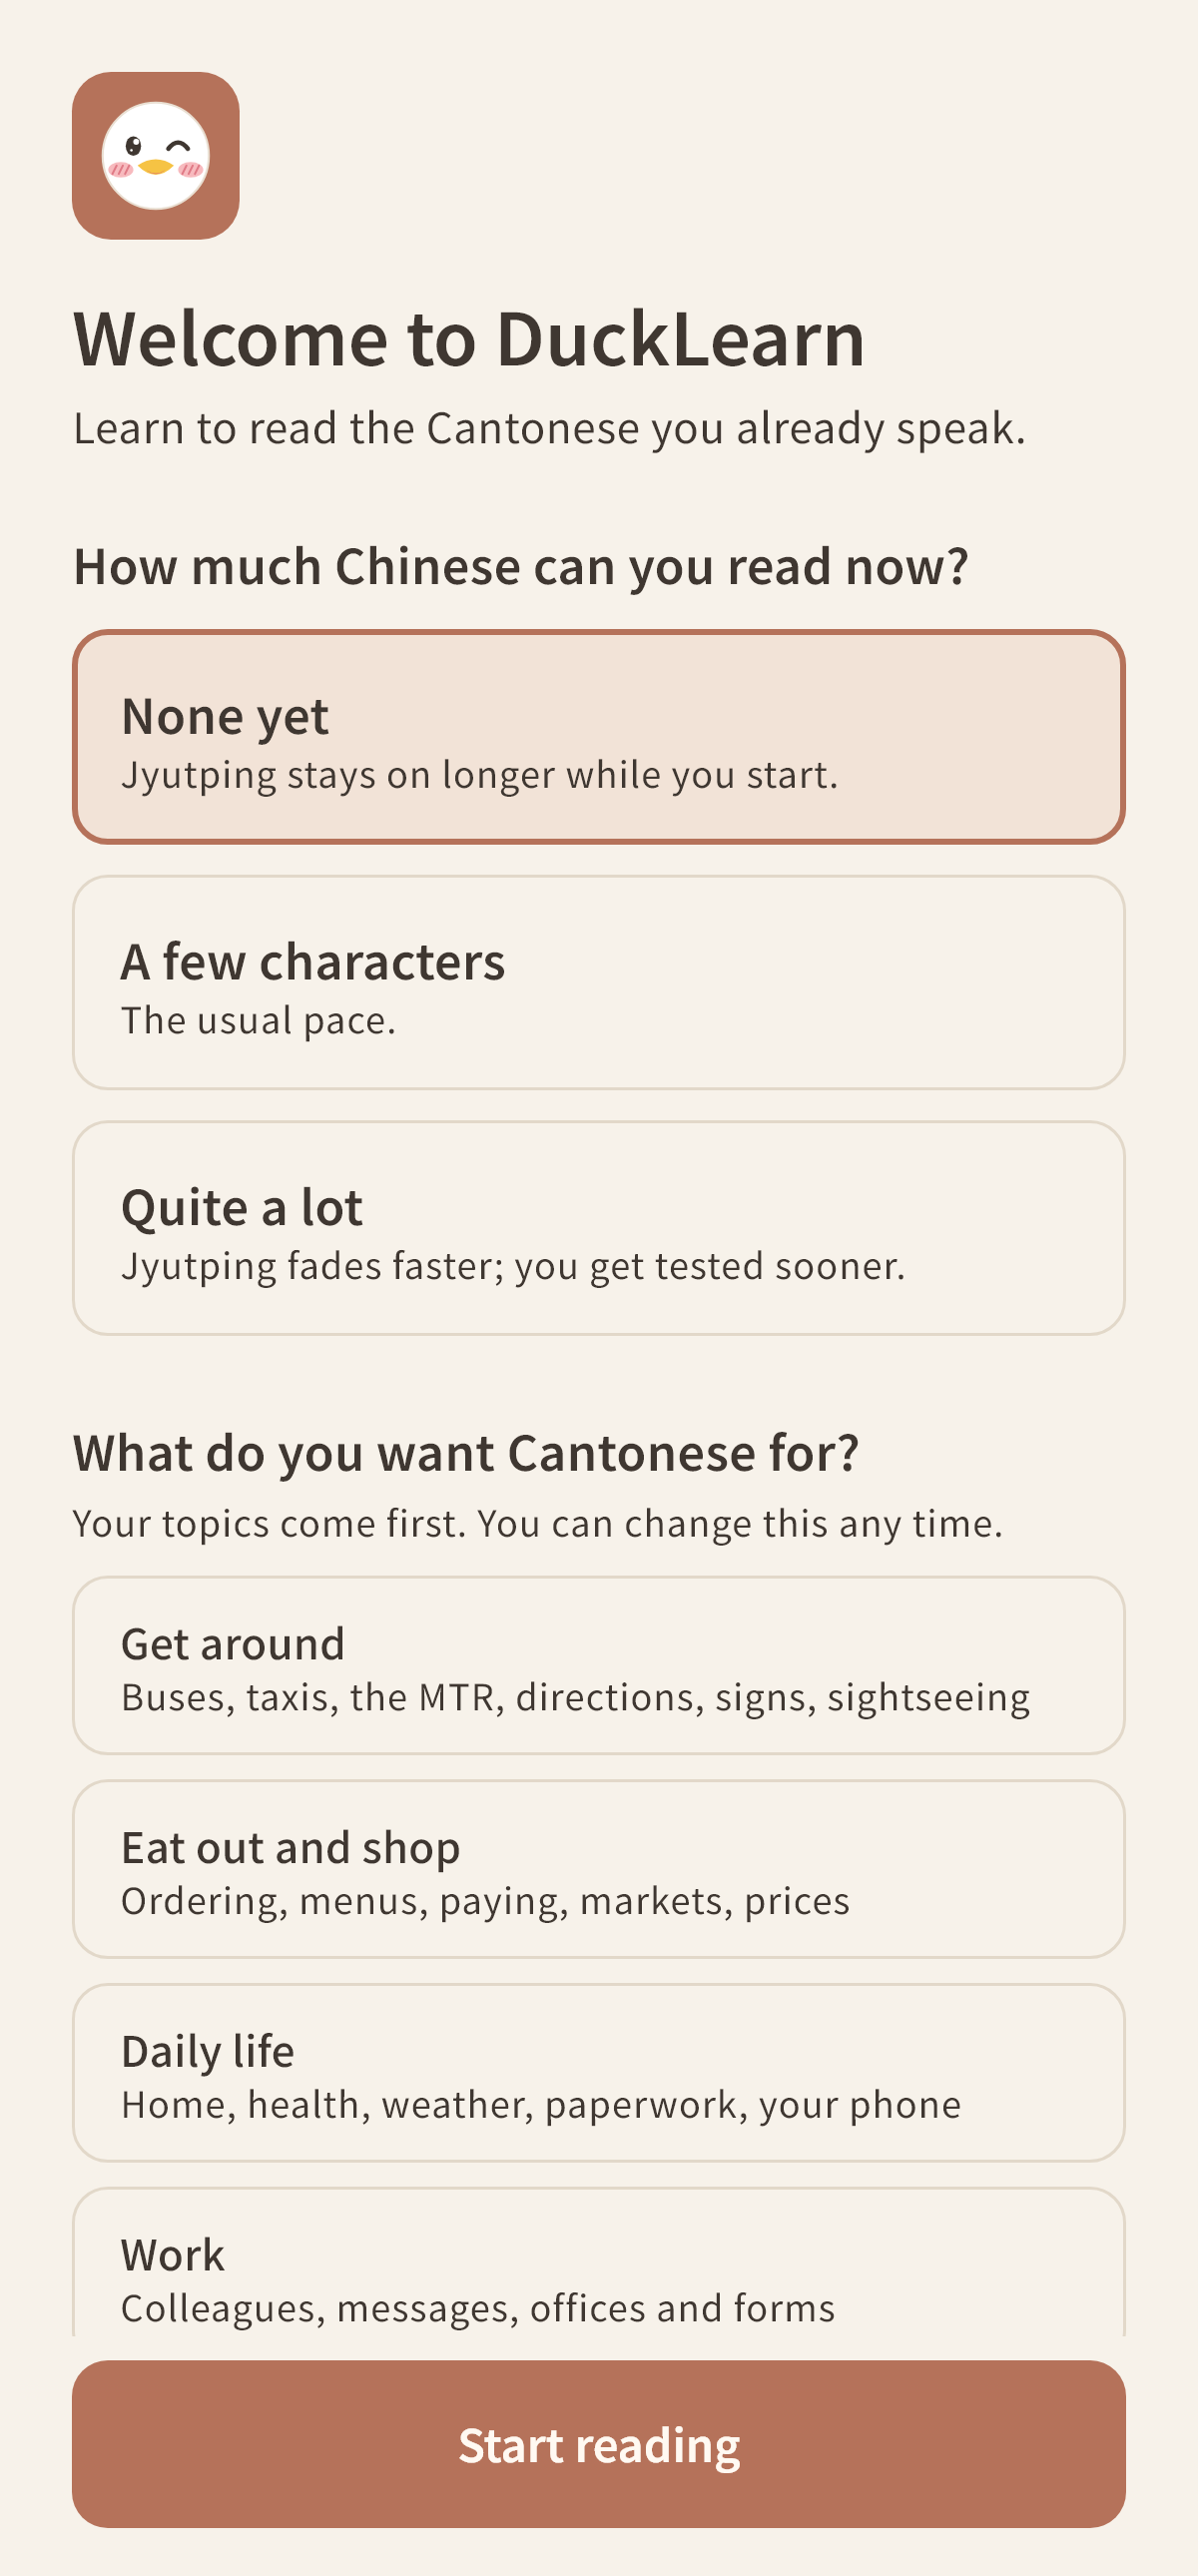 Welcome to DuckLearn
Learn to read the Cantonese you already speak.
How much Chinese can you read now?
None yet
Jyutping stays on longer while you start.
A few characters
The usual pace.
Quite a lot
Jyutping fades faster; you get tested sooner.
What do you want Cantonese for?
Your topics come first. You can change this any time.
Get around
Buses, taxis, the MTR, directions, signs, sightseeing
Eat out and shop
Ordering, menus, paying, markets, prices
Daily life
Home, health, weather, paperwork, your phone
Work
Colleagues, messages, offices and forms
Start reading